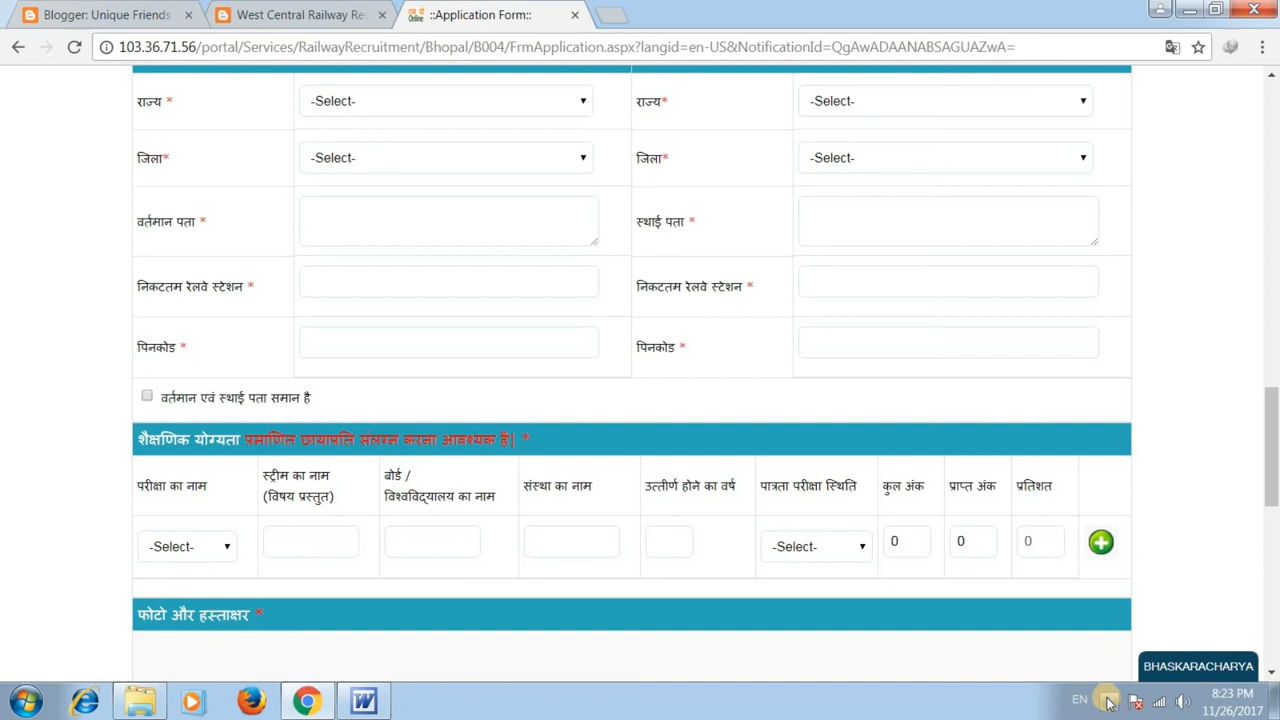 Blogger: Unique Friends
West Central Railway Rec
::Application Form::
103.36.71.56/portal/Services/RailwayRecruitment/Bhopal/B004/FrmApplication.aspx?langid=en-US&NotificationId=QgAwADAANABSAGUAZwA=
राज्य * -Select- राज्य* -Select-
जिला* -Select- जिला* -Select-
वर्तमान पता * स्थाई पता *
निकटतम रेलवे स्टेशन * निकटतम रेलवे स्टेशन *
पिनकोड * पिनकोड *
वर्तमान एवं स्थाई पता समान है
शैक्षणिक योग्यता प्रमाणित छायाप्रति संलग्न करना आवश्यक है| *
परीक्षा का नाम
स्ट्रीम का नाम
(विषय प्रस्तुत)
बोर्ड /
विश्वविद्यालय का नाम
संस्था का नाम
उत्तीर्ण होने का वर्ष
पात्रता परीक्षा स्थिति
कुल अंक
प्राप्त अंक
प्रतिशत
-Select- -Select- 0 0 0
फोटो और हस्ताक्षर *
BHASKARACHARYA
EN
8:23 PM
11/26/2017